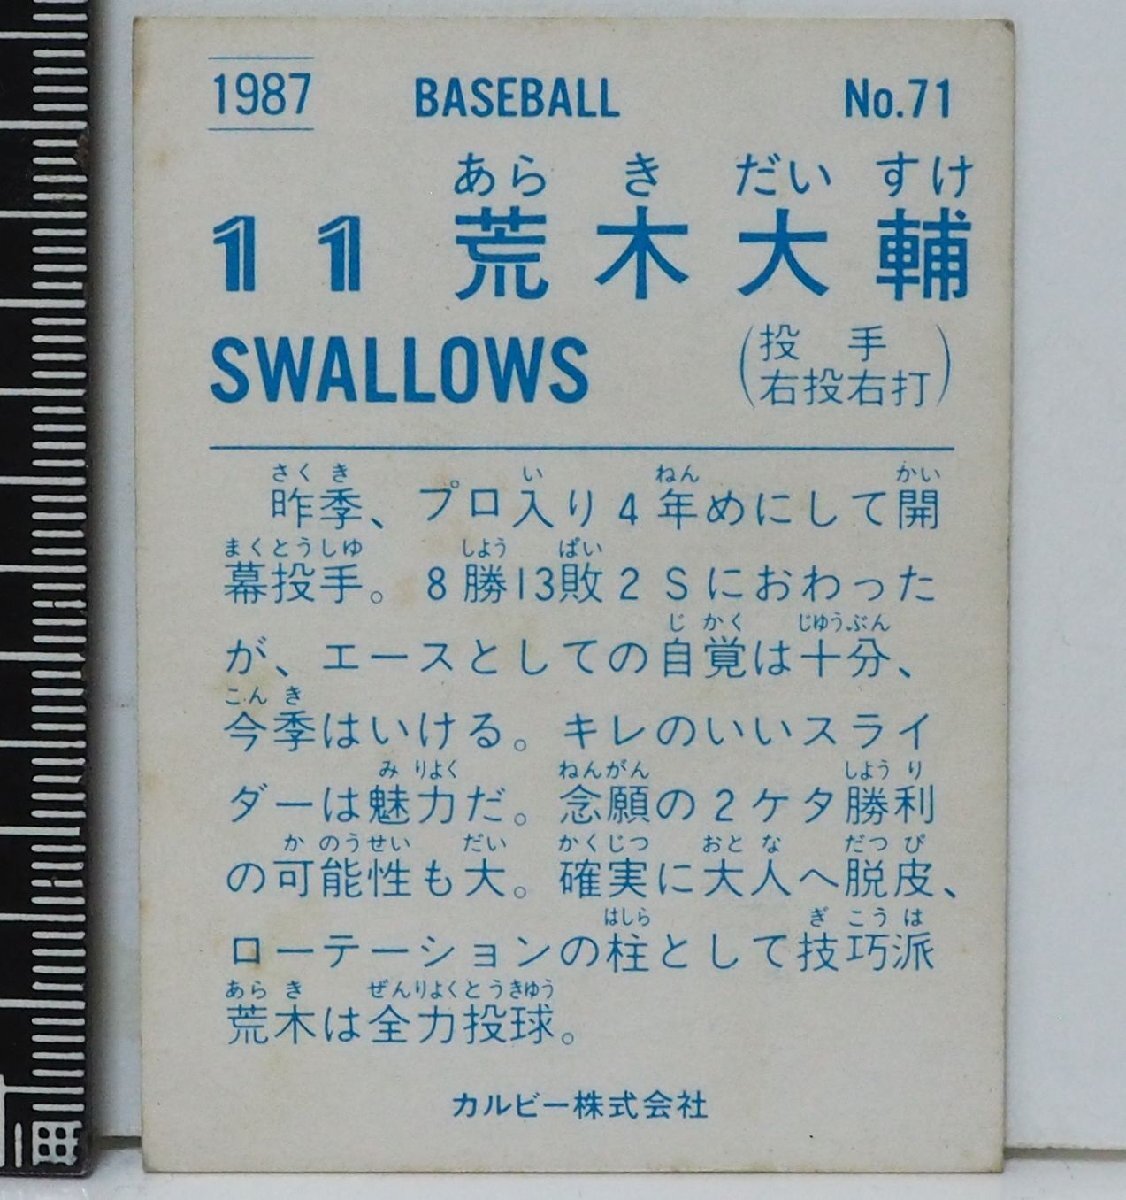 1987 BASEBALL No.71
あら き だい すけ
11 荒木大輔
SWALLOWS (投手
右投右打)
さく き い ねん かい
昨季、プロ入り4年めにして開
まくとうしゆ しよう ぱい
幕投手。8勝13敗2Sにおわった
じ かく じゆうぶん
が、エースとしての自覚は十分、
こん き
今季はいける。キレのいいスライ
み りよく ねんがん しよう り
ダーは魅力だ。念願の2ケタ勝利
か のうせい だい かくじつ おと な だつ ぴ
の可能性も大。確実に大人へ脱皮、
はしら ぎ こう は
ローテーションの柱として技巧派
あら き ぜんりよくとうきゆう
荒木は全力投球。
カルビー株式会社